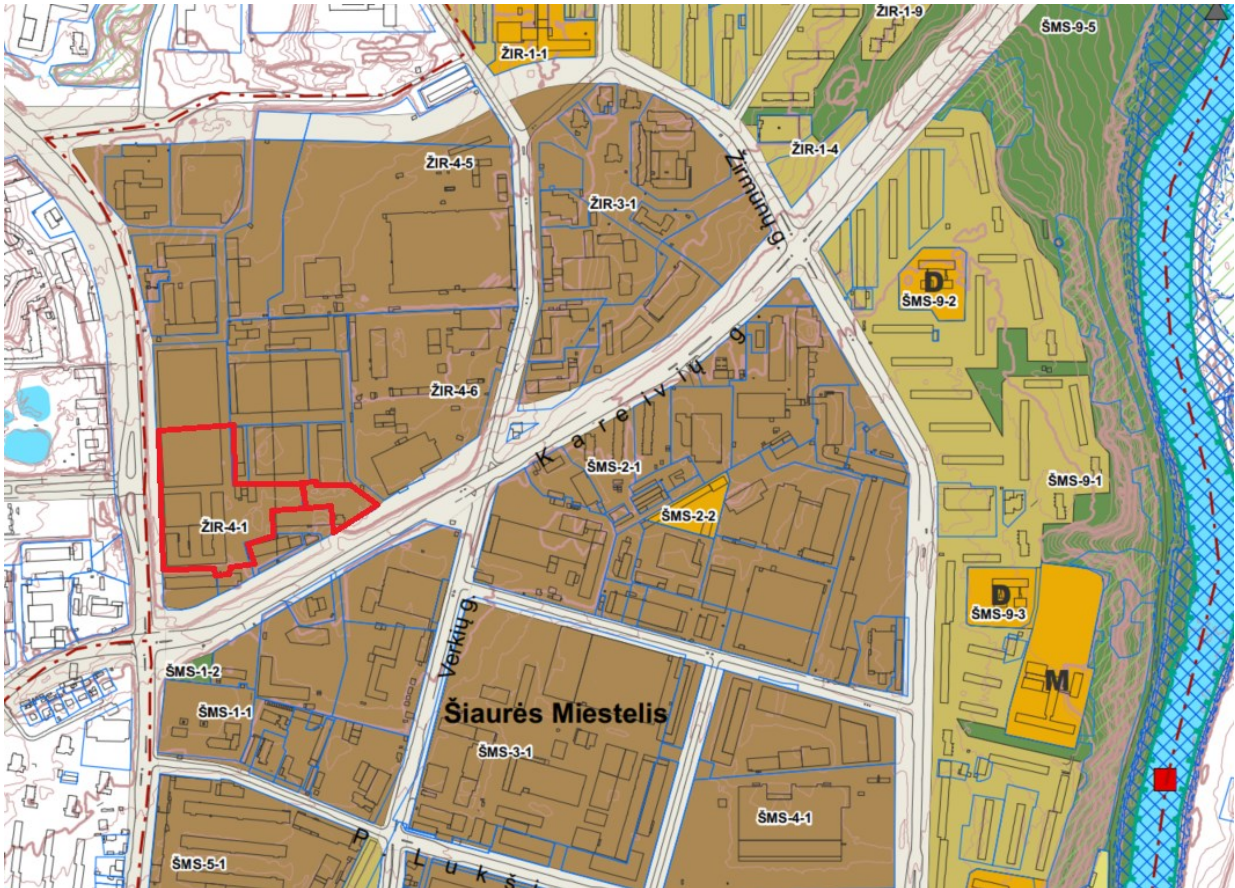 ŽIR-1-9
ŠMS-9-5
ŽIR-1-1
ŽIR-4-5
ŽIR-1-4
ŽIR-3-1
Žirmūnų g.
D
ŠMS-9-2
ŽIR-4-6
Kareivių g.
ŠMS-2-1
ŠMS-9-1
ŠMS-2-2
ŽIR-4-1
D
ŠMS-9-3
Verkių g.
ŠMS-1-2
M
ŠMS-1-1
Šiaurės Miestelis
ŠMS-3-1
ŠMS-4-1
P. Lukši
ŠMS-5-1